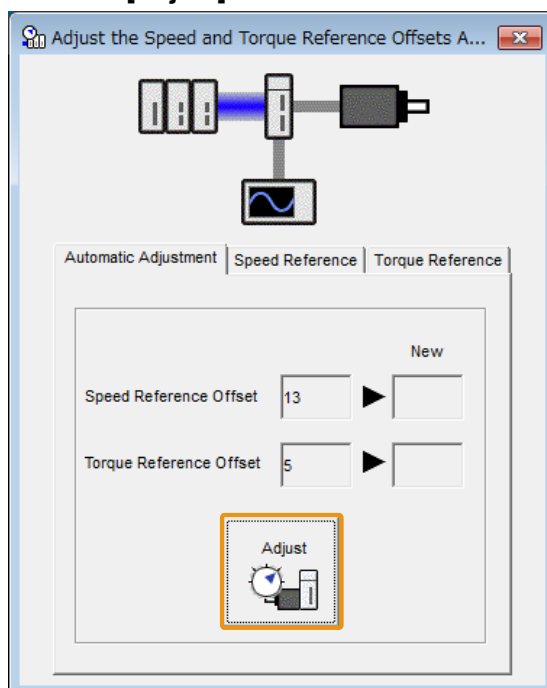 Adjust the Speed and Torque Reference Offsets A...
Automatic Adjustment Speed Reference Torque Reference
New
Speed Reference Offset 13
Torque Reference Offset 5
Adjust